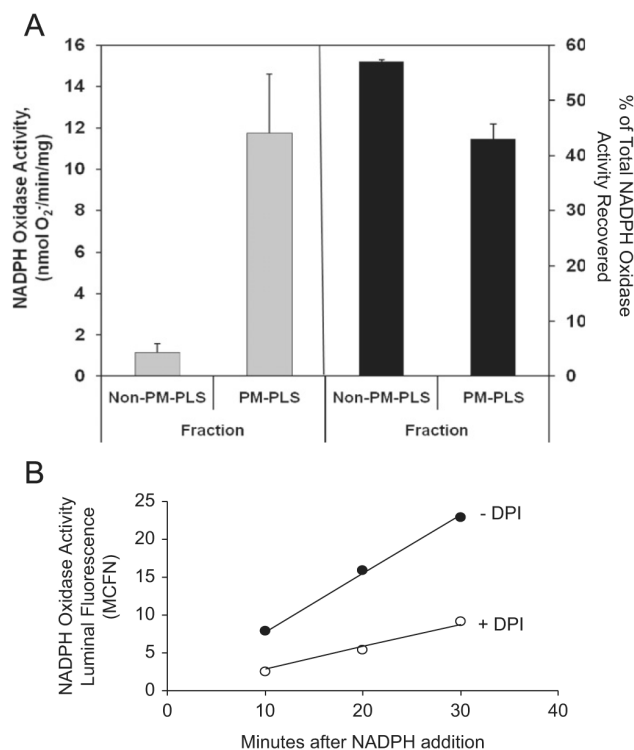 A
NADPH Oxidase Activity,
(nmol O2-/min/mg)
16
14
12
10
8
6
4
2
0
60
50
40
30
20
10
0
% of Total NADPH Oxidase
Activity Recovered
Non-PM-PLS PM-PLS Non-PM-PLS PM-PLS
Fraction Fraction
B
NADPH Oxidase Activity
Luminal Fluorescence
(MCFN)
25
20
15
10
5
0
- DPI
+ DPI
0 10 20 30 40
Minutes after NADPH addition